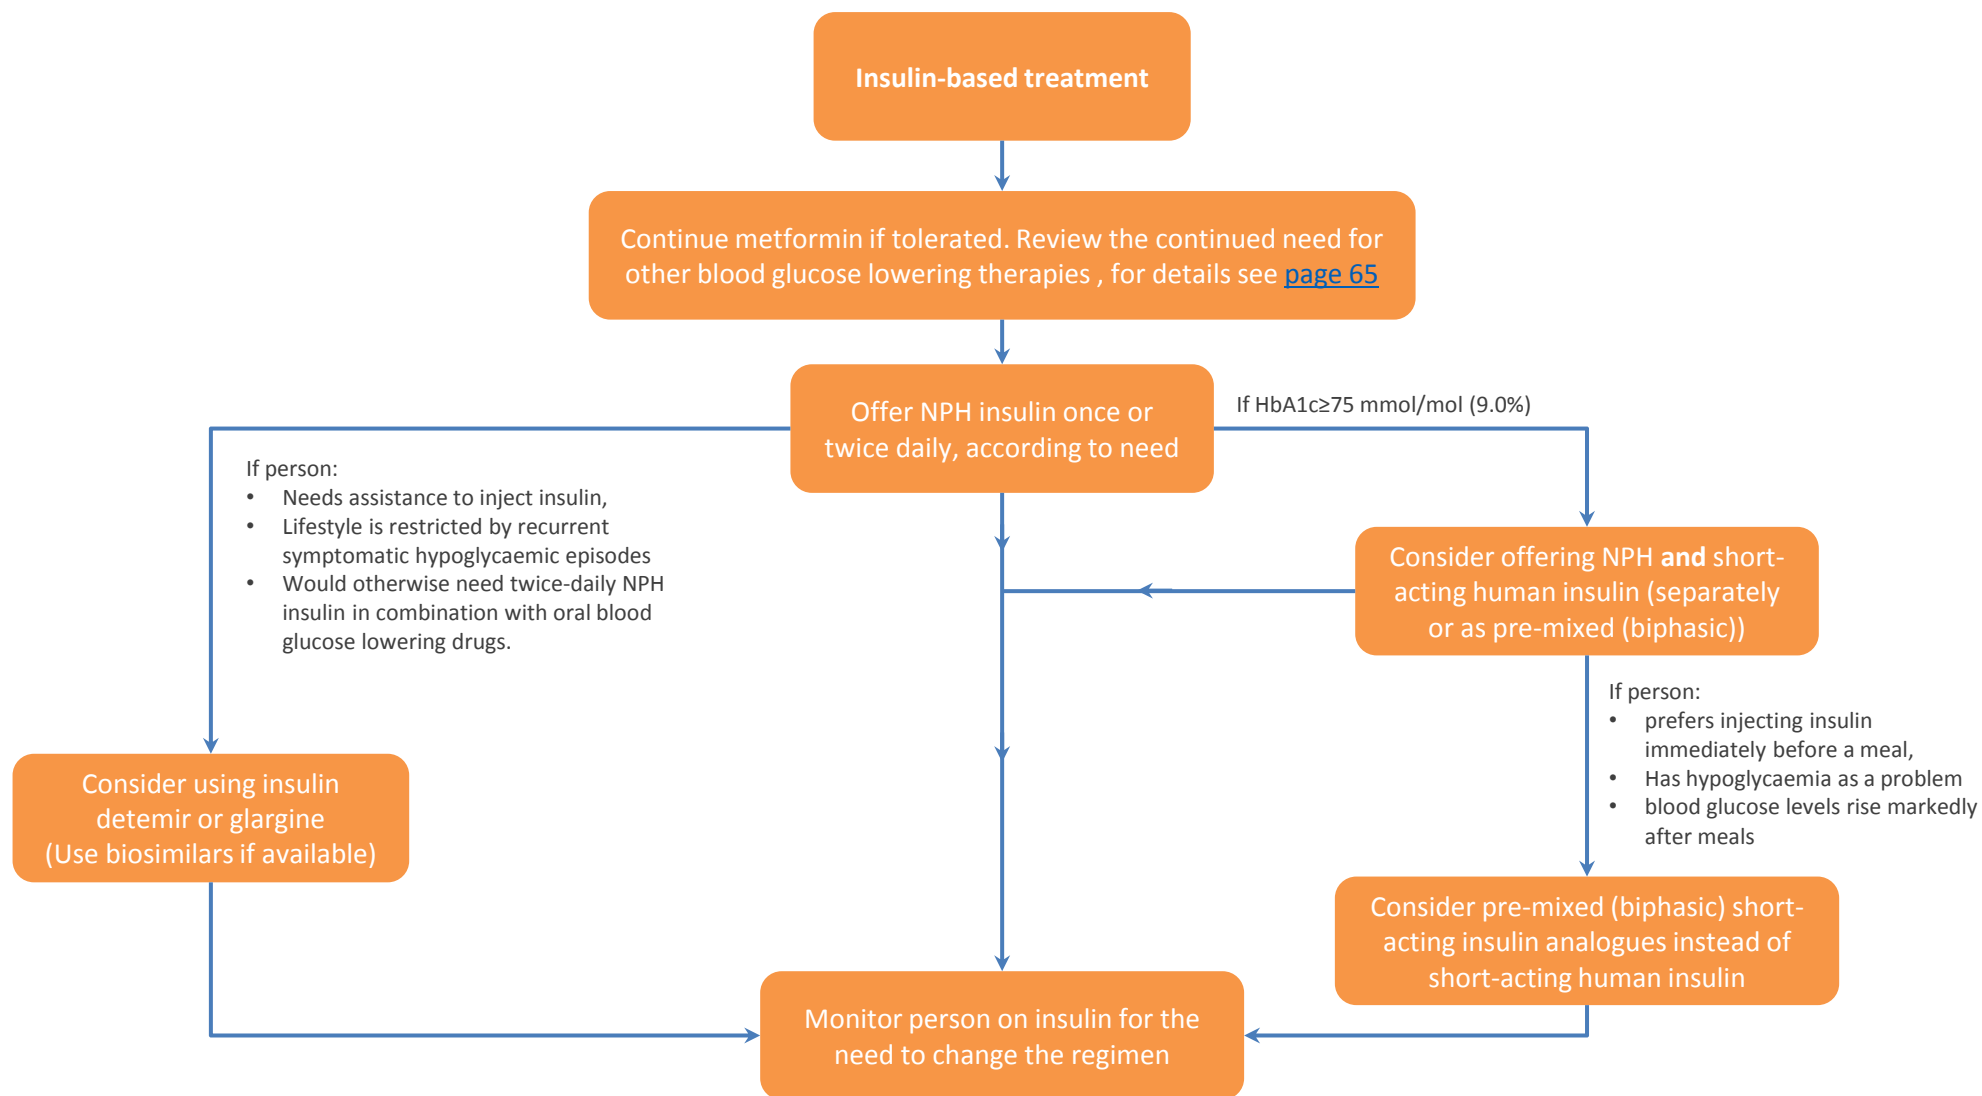 Insulin-based treatment
Continue metformin if tolerated. Review the continued need for
other blood glucose lowering therapies , for details see page 65
Offer NPH insulin once or
twice daily, according to need
If HbA1c≥75 mmol/mol (9.0%)
If person:
• Needs assistance to inject insulin,
• Lifestyle is restricted by recurrent
symptomatic hypoglycaemic episodes
• Would otherwise need twice-daily NPH
insulin in combination with oral blood
glucose lowering drugs.
Consider offering NPH and short-
acting human insulin (separately
or as pre-mixed (biphasic))
If person:
• prefers injecting insulin
immediately before a meal,
• Has hypoglycaemia as a problem
• blood glucose levels rise markedly
after meals
Consider using insulin
detemir or glargine
(Use biosimilars if available)
Consider pre-mixed (biphasic) short-
acting insulin analogues instead of
short-acting human insulin
Monitor person on insulin for the
need to change the regimen